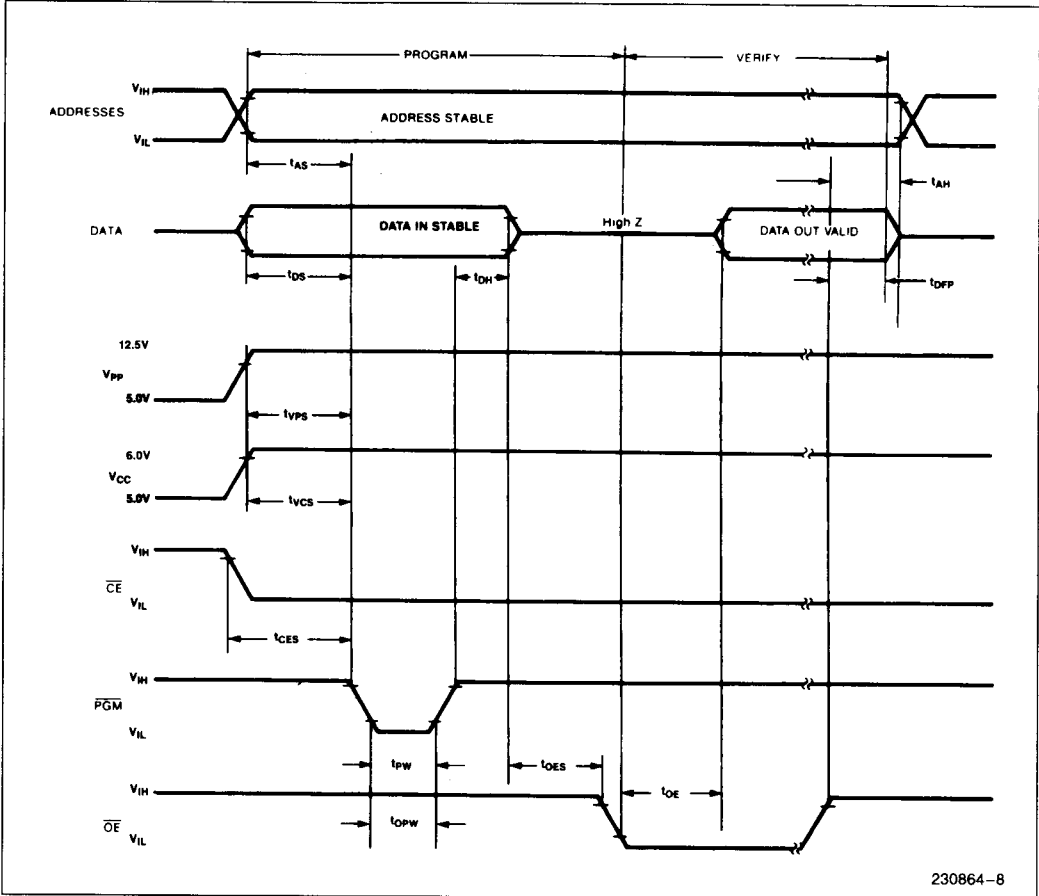 PROGRAM
VERIFY
VIH
ADDRESSES
ADDRESS STABLE
VIL
tAS
tAH
DATA
DATA IN STABLE
High Z
DATA OUT VALID
tDS
tDH
tDFP
12.5V
VPP
5.0V
tVPS
6.0V
VCC
5.0V
tVCS
VIH
CE
VIL
tCES
VIH
PGM
VIL
tPW
tOES
VIH
tOE
OE
VIL
tOPW
230864-8